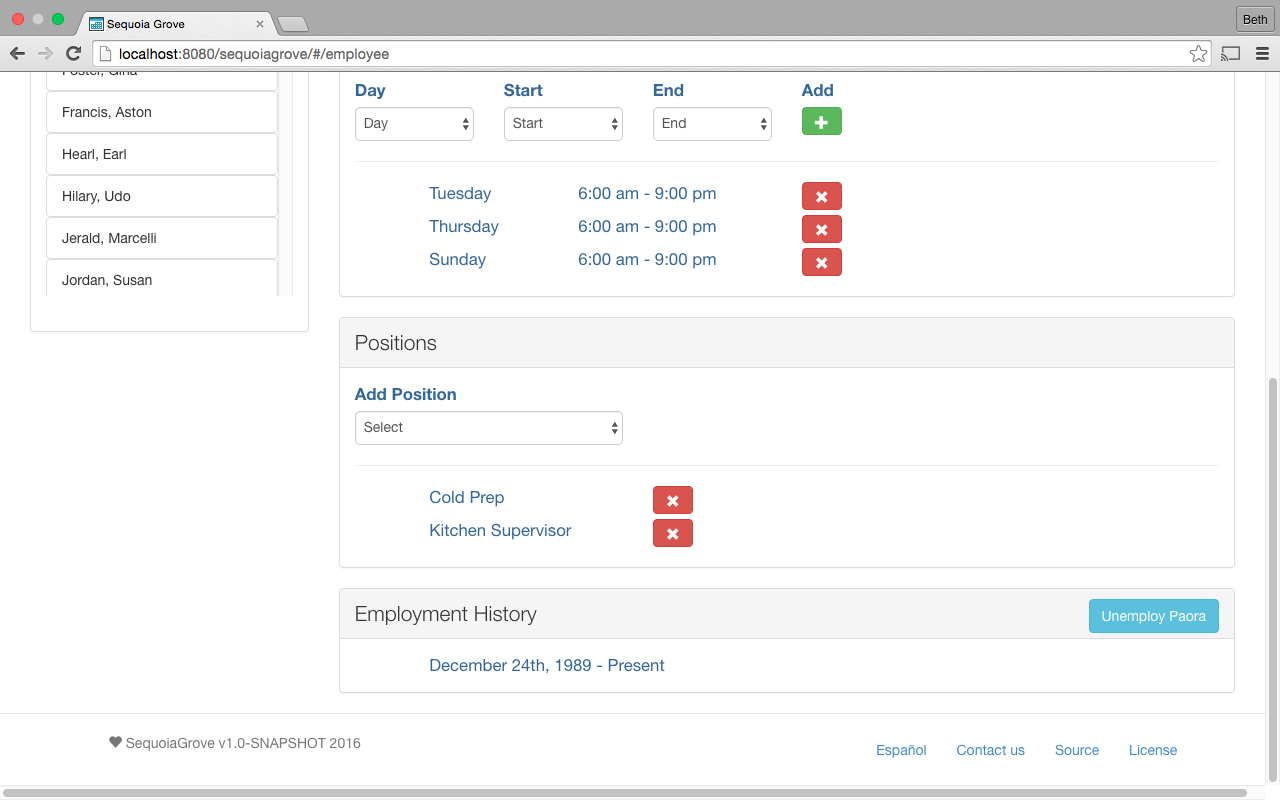 Sequoia Grove
Beth
localhost:8080/sequoiagrove/#/employee
Foster, Gina
Francis, Aston
Hearl, Earl
Hilary, Udo
Jerald, Marcelli
Jordan, Susan
Day Start End Add
Day Start End
Tuesday 6:00 am - 9:00 pm
Thursday 6:00 am - 9:00 pm
Sunday 6:00 am - 9:00 pm
Positions
Add Position
Select
Cold Prep
Kitchen Supervisor
Employment History Unemploy Paora
December 24th, 1989 - Present
SequoiaGrove v1.0-SNAPSHOT 2016
Español Contact us Source License